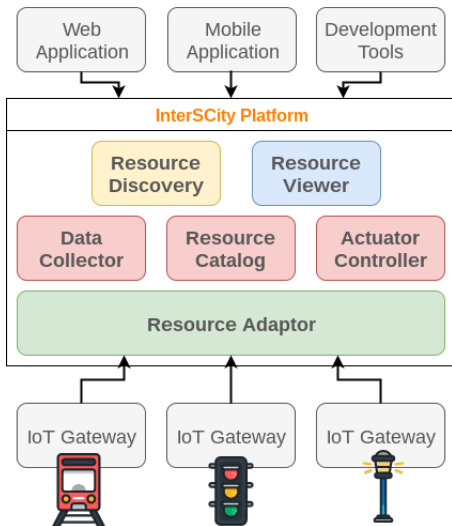 Web
Application
Mobile
Application
Development
Tools
InterSCity Platform
Resource
Discovery
Resource
Viewer
Data
Collector
Resource
Catalog
Actuator
Controller
Resource Adaptor
IoT Gateway
IoT Gateway
IoT Gateway